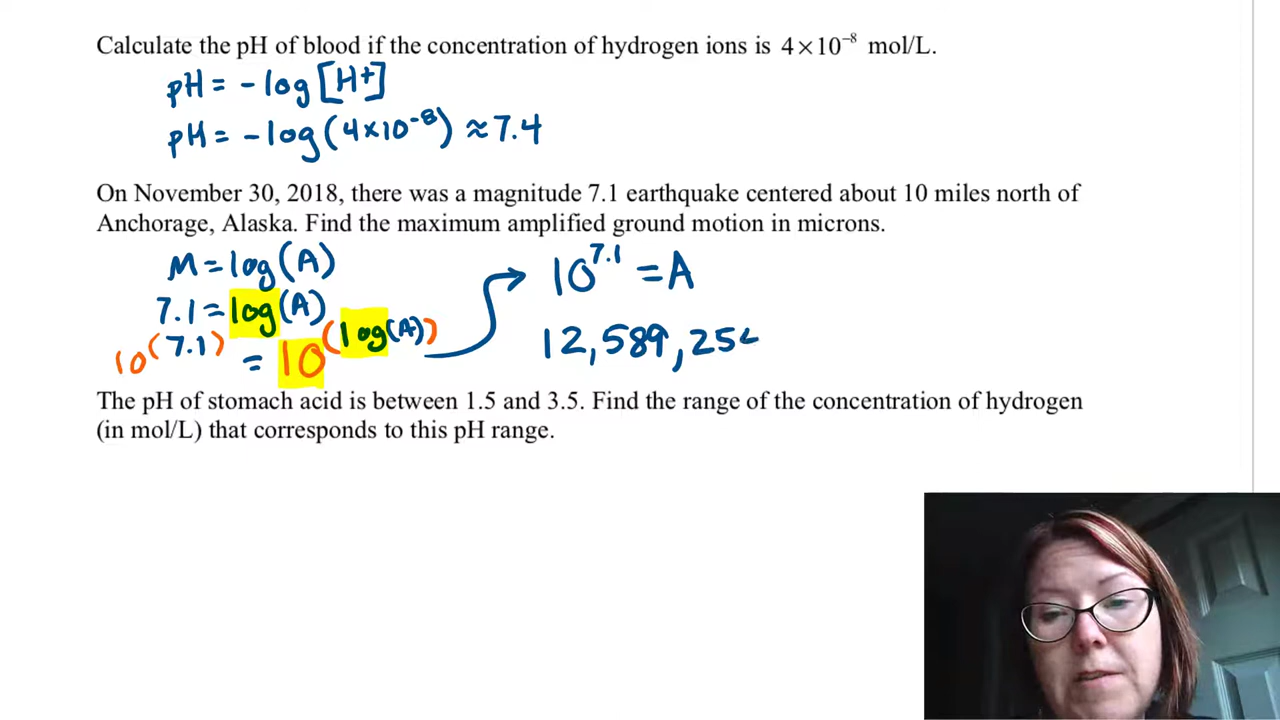 Calculate the pH of blood if the concentration of hydrogen ions is 4×10⁻⁸ mol/L.
pH = -log [H+]
pH = -log(4×10⁻⁸) ≈ 7.4
On November 30, 2018, there was a magnitude 7.1 earthquake centered about 10 miles north of
Anchorage, Alaska. Find the maximum amplified ground motion in microns.
M = log(A)
7.1 = log(A)
10^(7.1) = 10^(log(A))
10^7.1 = A
12,589,254
The pH of stomach acid is between 1.5 and 3.5. Find the range of the concentration of hydrogen
(in mol/L) that corresponds to this pH range.